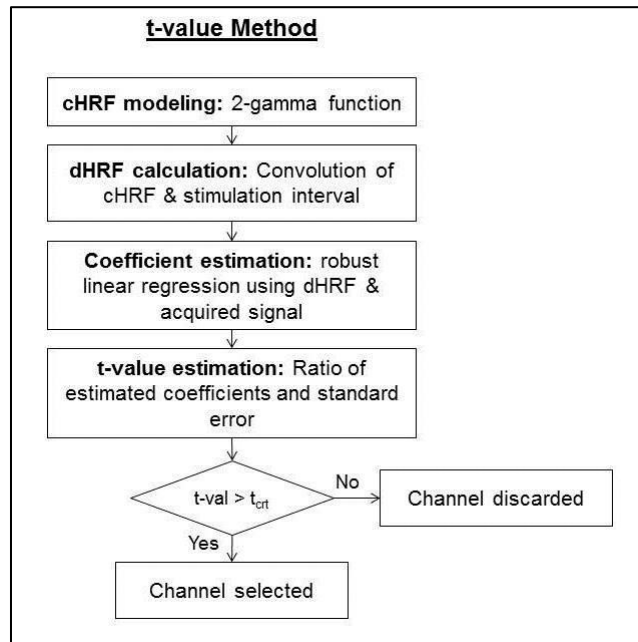 t-value Method
cHRF modeling: 2-gamma function
dHRF calculation: Convolution of
cHRF & stimulation interval
Coefficient estimation: robust
linear regression using dHRF &
acquired signal
t-value estimation: Ratio of
estimated coefficients and standard
error
t-val > tcrt
No
Channel discarded
Yes
Channel selected